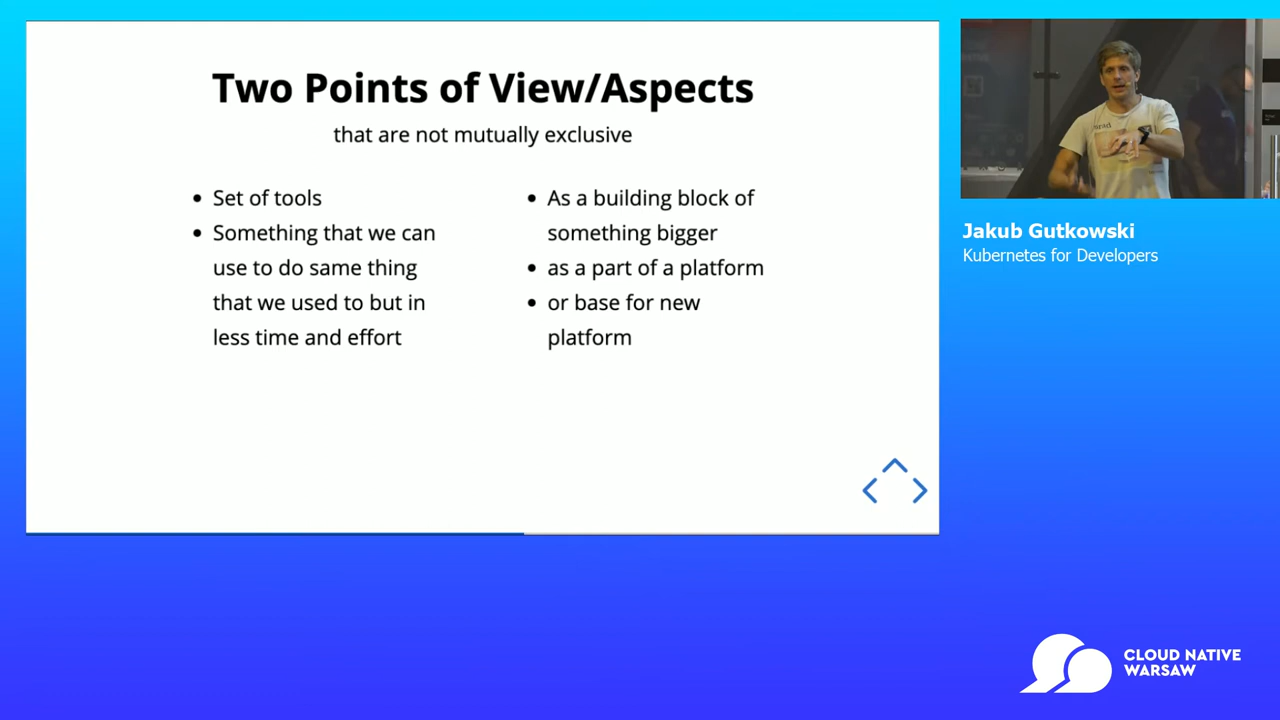 Two Points of View/Aspects
that are not mutually exclusive
• Set of tools
• Something that we can
use to do same thing
that we used to but in
less time and effort
• As a building block of
something bigger
• as a part of a platform
• or base for new
platform
Jakub Gutkowski
Kubernetes for Developers
CLOUD NATIVE
WARSAW